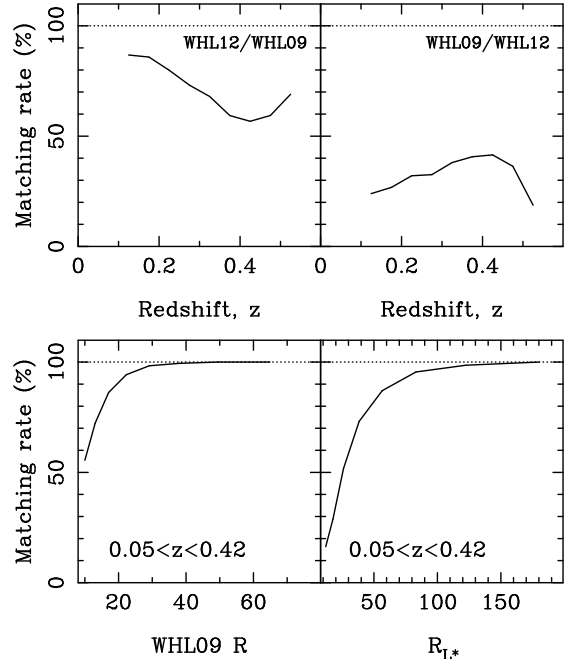 WHL12/WHL09
WHL09/WHL12
Matching rate (%)
100
50
0
0 0.2 0.4 0 0.2 0.4
Redshift, z
Redshift, z
0.05<z<0.42
0.05<z<0.42
Matching rate (%)
100
50
0
20 40 60 50 100 150
WHL09 R
R_L*